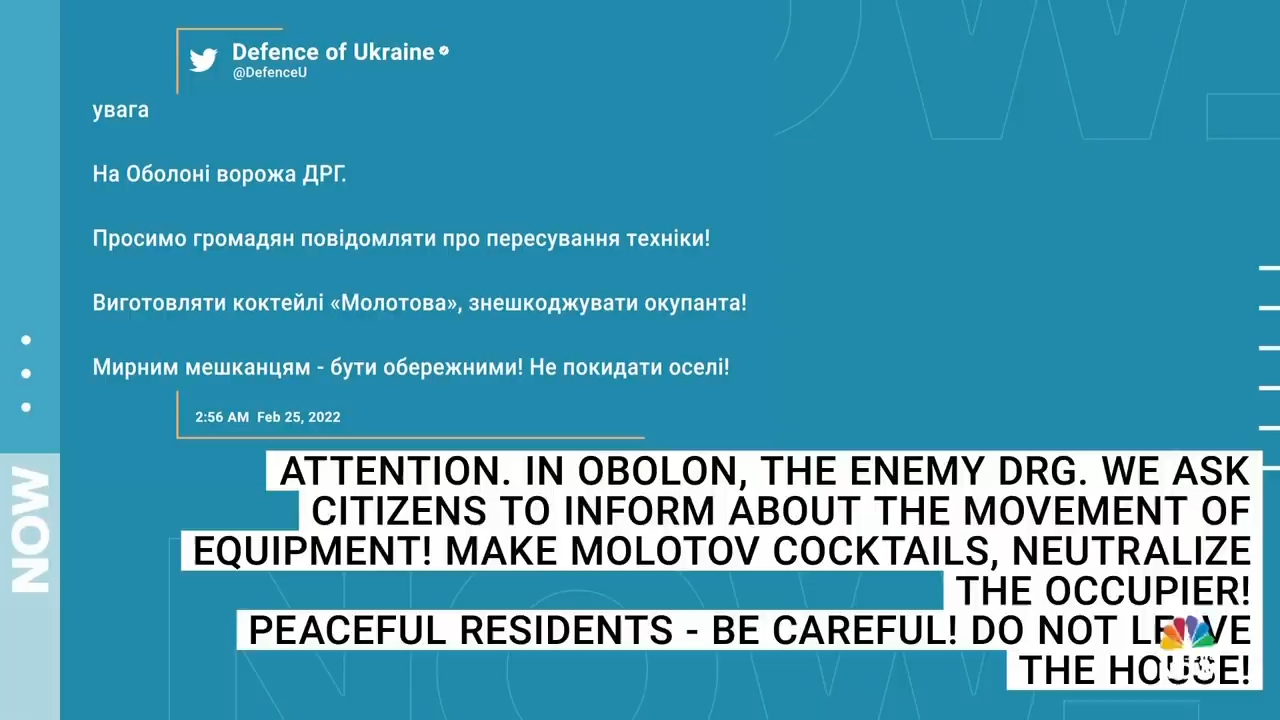 Defence of Ukraine
@DefenceU
увага
На Оболоні ворожа ДРГ.
Просимо громадян повідомляти про пересування техніки!
Виготовляти коктейлі «Молотова», знешкоджувати окупанта!
Мирним мешканцям - бути обережними! Не покидати оселі!
2:56 AM Feb 25, 2022
NOW
ATTENTION. IN OBOLON, THE ENEMY DRG. WE ASK
CITIZENS TO INFORM ABOUT THE MOVEMENT OF
EQUIPMENT! MAKE MOLOTOV COCKTAILS, NEUTRALIZE
THE OCCUPIER!
PEACEFUL RESIDENTS - BE CAREFUL! DO NOT LEAVE
THE HOUSE!